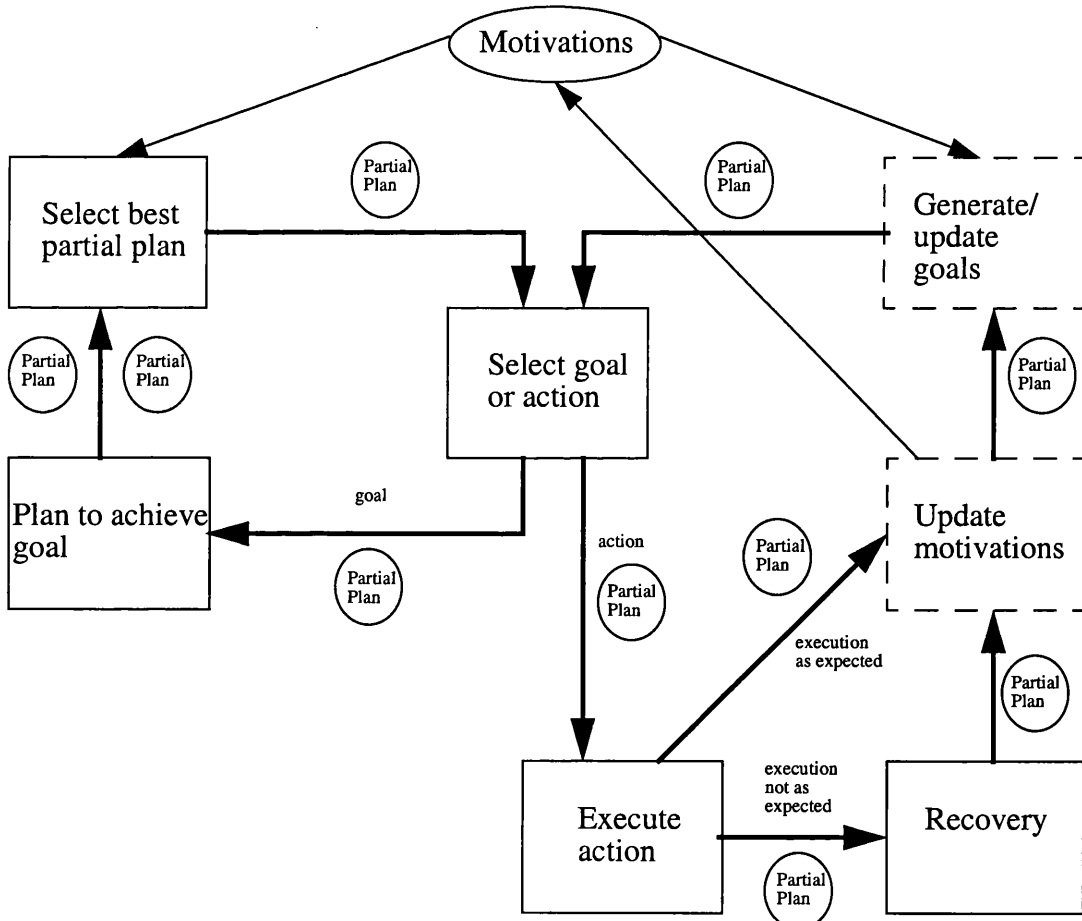 Motivations
Partial
Plan
Partial
Plan
Select best
partial plan
Generate/
update
goals
Partial
Plan
Partial
Plan
Select goal
or action
Partial
Plan
Plan to achieve
goal
goal
Partial
Plan
action
Partial
Plan
Partial
Plan
Update
motivations
execution
as expected
Partial
Plan
Execute
action
execution
not as
expected
Partial
Plan
Recovery